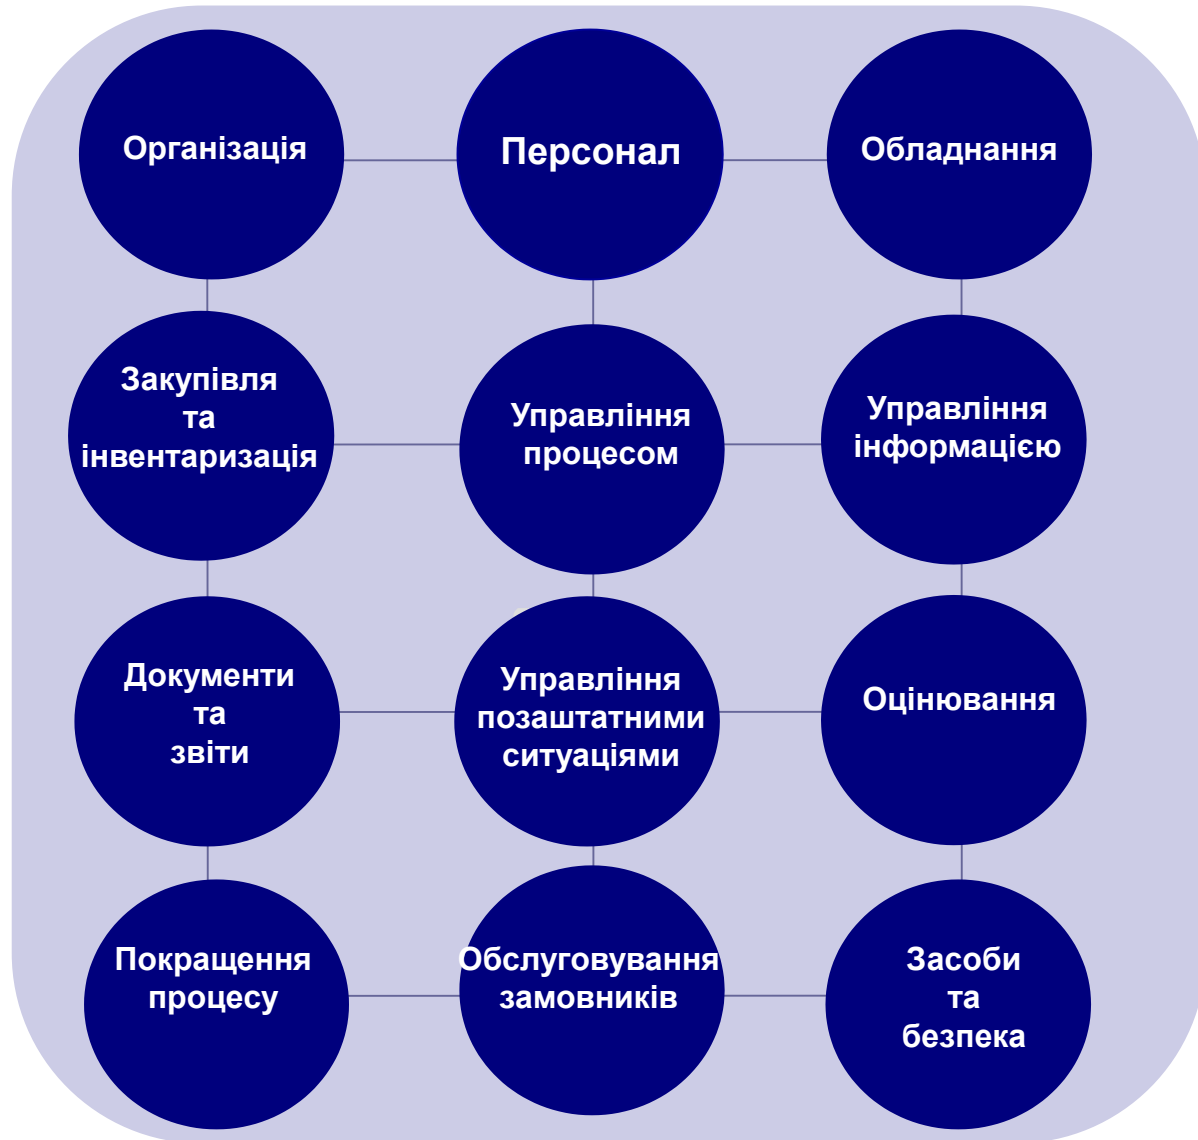 Організація
Персонал
Обладнання
Закупівля
та
інвентаризація
Управління
процесом
Управління
інформацією
Документи
та
звіти
Управління
позаштатними
ситуаціями
Оцінювання
Покращення
процесу
Обслуговування
замовників
Засоби
та
безпека